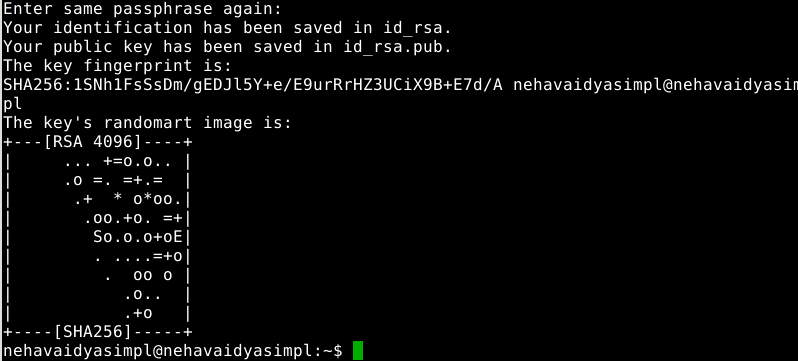 Enter same passphrase again:
Your identification has been saved in id_rsa.
Your public key has been saved in id_rsa.pub.
The key fingerprint is:
SHA256:1SNh1FsSsDm/gEDJl5Y+e/E9urRrHZ3UCiX9B+E7d/A nehavaidyasimpl@nehavaidyasim
pl
The key's randomart image is:
+---[RSA 4096]----+
|     ... +=o.o.. |
|     .o =. =+.=  |
|      .+  * o*oo.|
|       .oo.+o. =+|
|        So.o.o+oE|
|        . ....=+o|
|         .  oo o |
|           .o..  |
|           .+o   |
+----[SHA256]-----+
nehavaidyasimpl@nehavaidyasimpl:~$